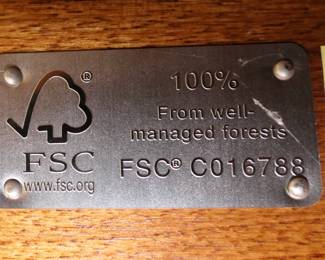 ®
FSC
www.fsc.org
100%
From well-
managed forests
FSC® C016788